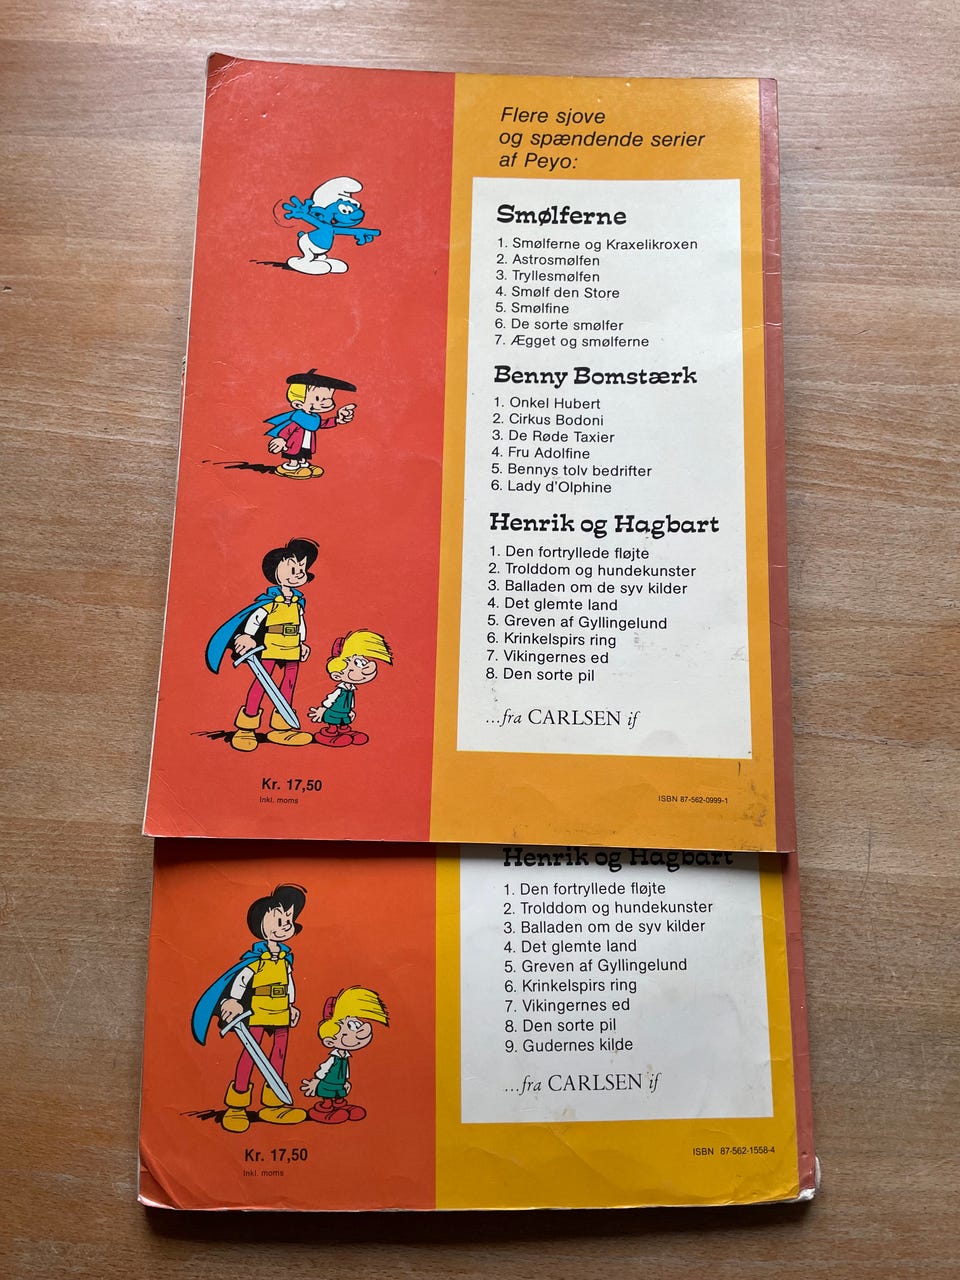 Flere sjove
og spændende serier
af Peyo:
Smølferne
1. Smølferne og Kraxelikroxen
2. Astrosmølfen
3. Tryllesmølfen
4. Smølf den Store
5. Smølfine
6. De sorte smølfer
7. Ægget og smølferne
Benny Bomstærk
1. Onkel Hubert
2. Cirkus Bodoni
3. De Røde Taxier
4. Fru Adolfine
5. Bennys tolv bedrifter
6. Lady d'Olphine
Henrik og Hagbart
1. Den fortryllede fløjte
2. Trolddom og hundekunster
3. Balladen om de syv kilder
4. Det glemte land
5. Greven af Gyllingelund
6. Krinkelspirs ring
7. Vikingernes ed
8. Den sorte pil
...fra CARLSEN if
Kr. 17,50
Inkl. moms
ISBN 87-562-0999-1
Henrik og Hagbart
1. Den fortryllede fløjte
2. Trolddom og hundekunster
3. Balladen om de syv kilder
4. Det glemte land
5. Greven af Gyllingelund
6. Krinkelspirs ring
7. Vikingernes ed
8. Den sorte pil
9. Gudernes kilde
...fra CARLSEN if
Kr. 17,50
Inkl. moms
ISBN 87-562-1558-4